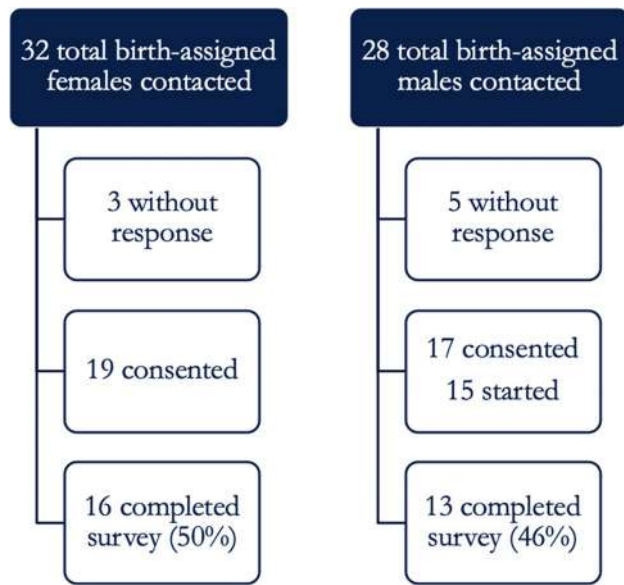 32 total birth-assigned
females contacted
3 without
response
19 consented
16 completed
survey (50%)
28 total birth-assigned
males contacted
5 without
response
17 consented
15 started
13 completed
survey (46%)